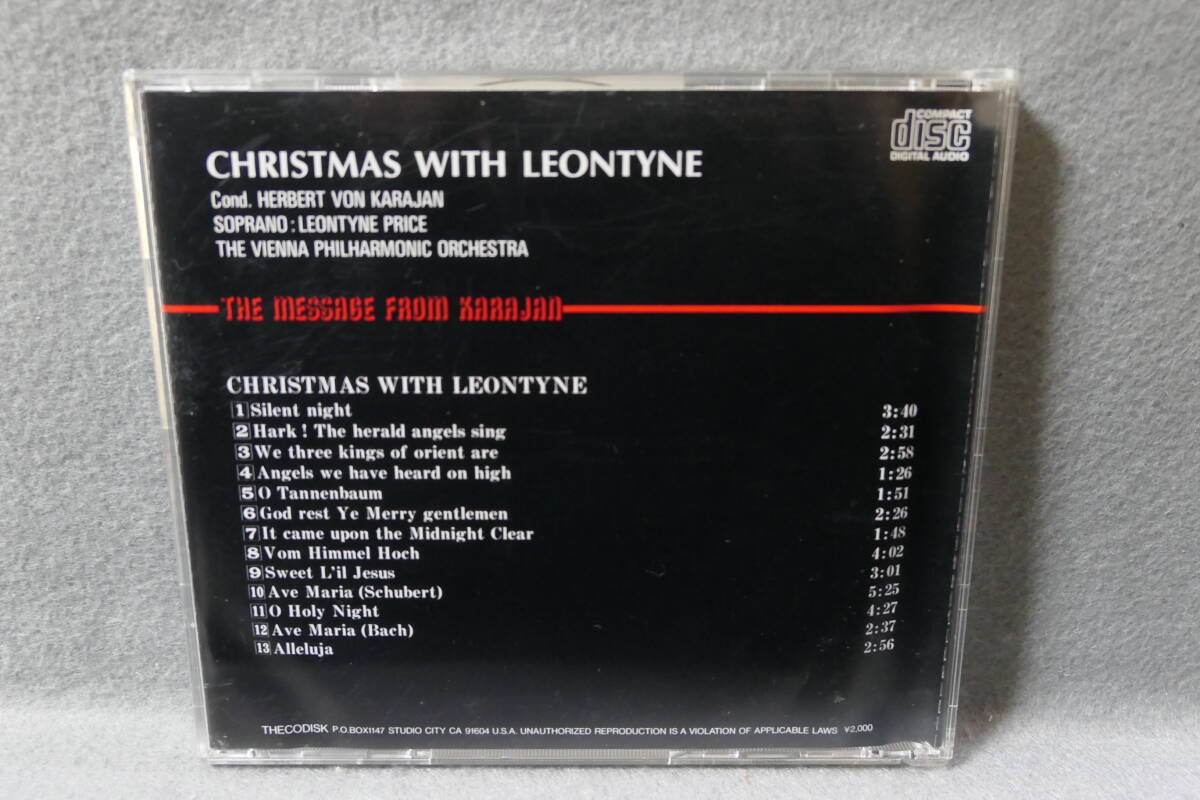 COMPACT
disc
DIGITAL AUDIO
CHRISTMAS WITH LEONTYNE
Cond. HERBERT VON KARAJAN
SOPRANO : LEONTYNE PRICE
THE VIENNA PHILHARMONIC ORCHESTRA
THE MESSAGE FROM KARAJAN
CHRISTMAS WITH LEONTYNE
1 Silent night 3:40
2 Hark ! The herald angels sing 2:31
3 We three kings of orient are 2:58
4 Angels we have heard on high 1:26
5 O Tannenbaum 1:51
6 God rest Ye Merry gentlemen 2:26
7 It came upon the Midnight Clear 1:48
8 Vom Himmel Hoch 4:02
9 Sweet L'il Jesus 3:01
10 Ave Maria (Schubert) 5:25
11 O Holy Night 4:27
12 Ave Maria (Bach) 2:37
13 Alleluja 2:56
THECODISK P.O.BOX1147 STUDIO CITY CA 91604 U.S.A. UNAUTHORIZED REPRODUCTION IS A VIOLATION OF APPLICABLE LAWS ¥2,000